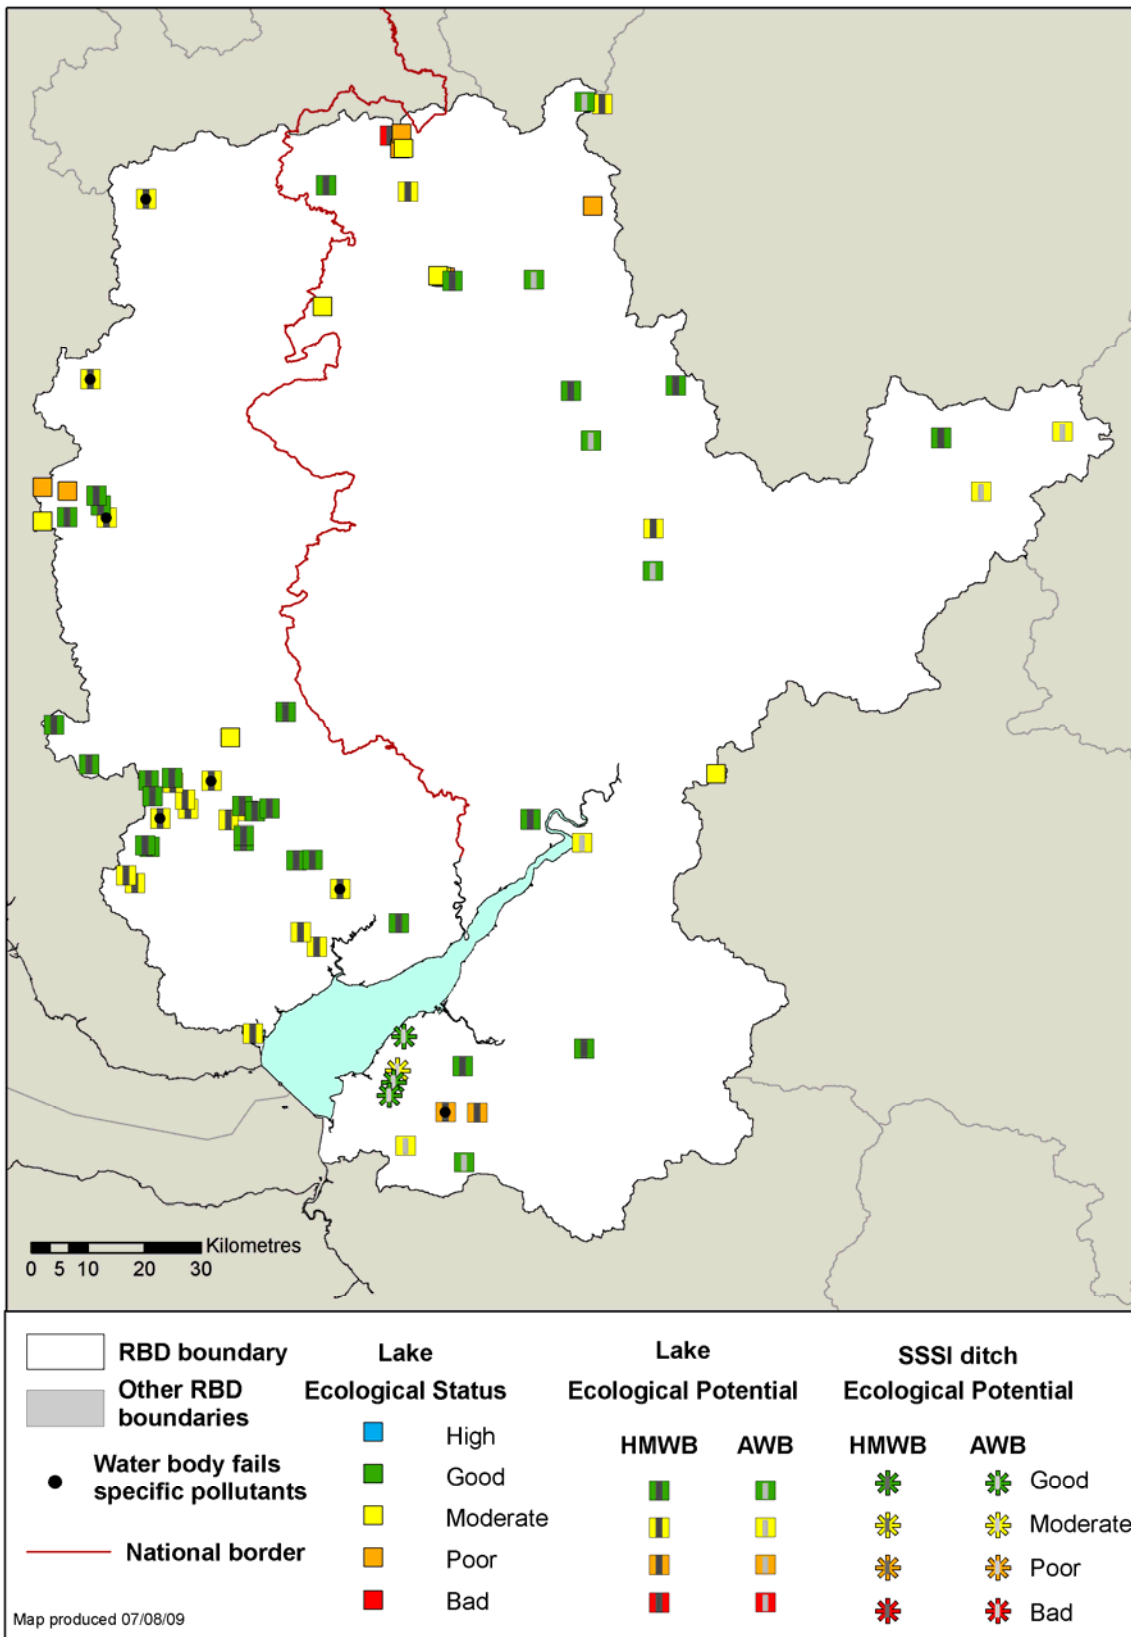 Kilometres
0 5 10 20 30
RBD boundary
Other RBD
boundaries
Water body fails
specific pollutants
National border
Map produced 07/08/09
Lake
Ecological Status
High
Good
Moderate
Poor
Bad
Lake
Ecological Potential
HMWB AWB
SSSI ditch
Ecological Potential
HMWB AWB
Good
Moderate
Poor
Bad